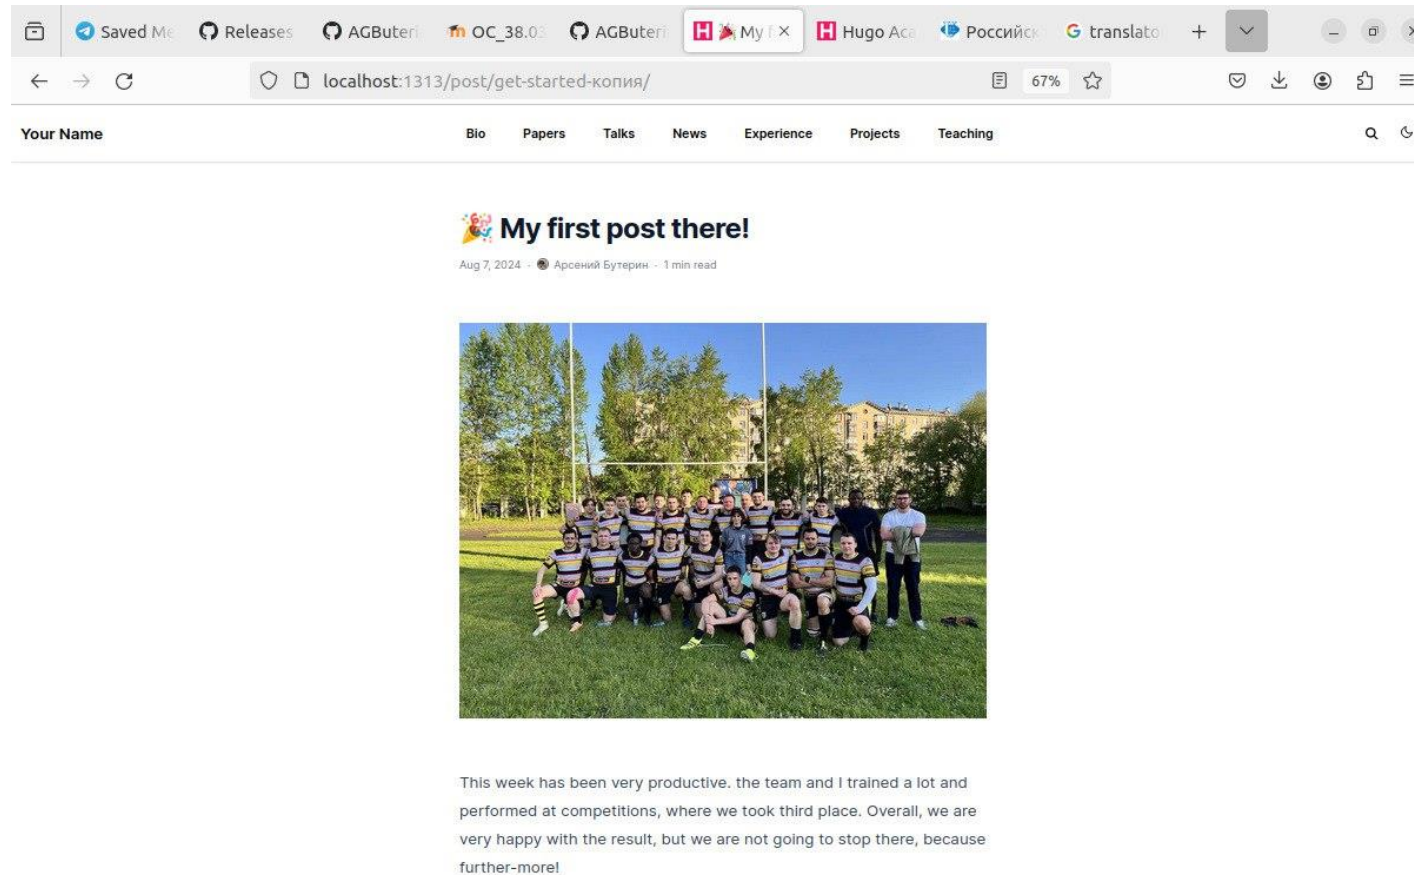 Saved Me
Releases
AGButeri
OC_38.03
AGButeri
My f
Hugo Aca
Российск
translato
localhost:1313/post/get-started-копия/
67%
Your Name
Bio
Papers
Talks
News
Experience
Projects
Teaching
🎉 My first post there!
Aug 7, 2024 · Арсений Бутерин · 1 min read
This week has been very productive. the team and I trained a lot and
performed at competitions, where we took third place. Overall, we are
very happy with the result, but we are not going to stop there, because
further-more!